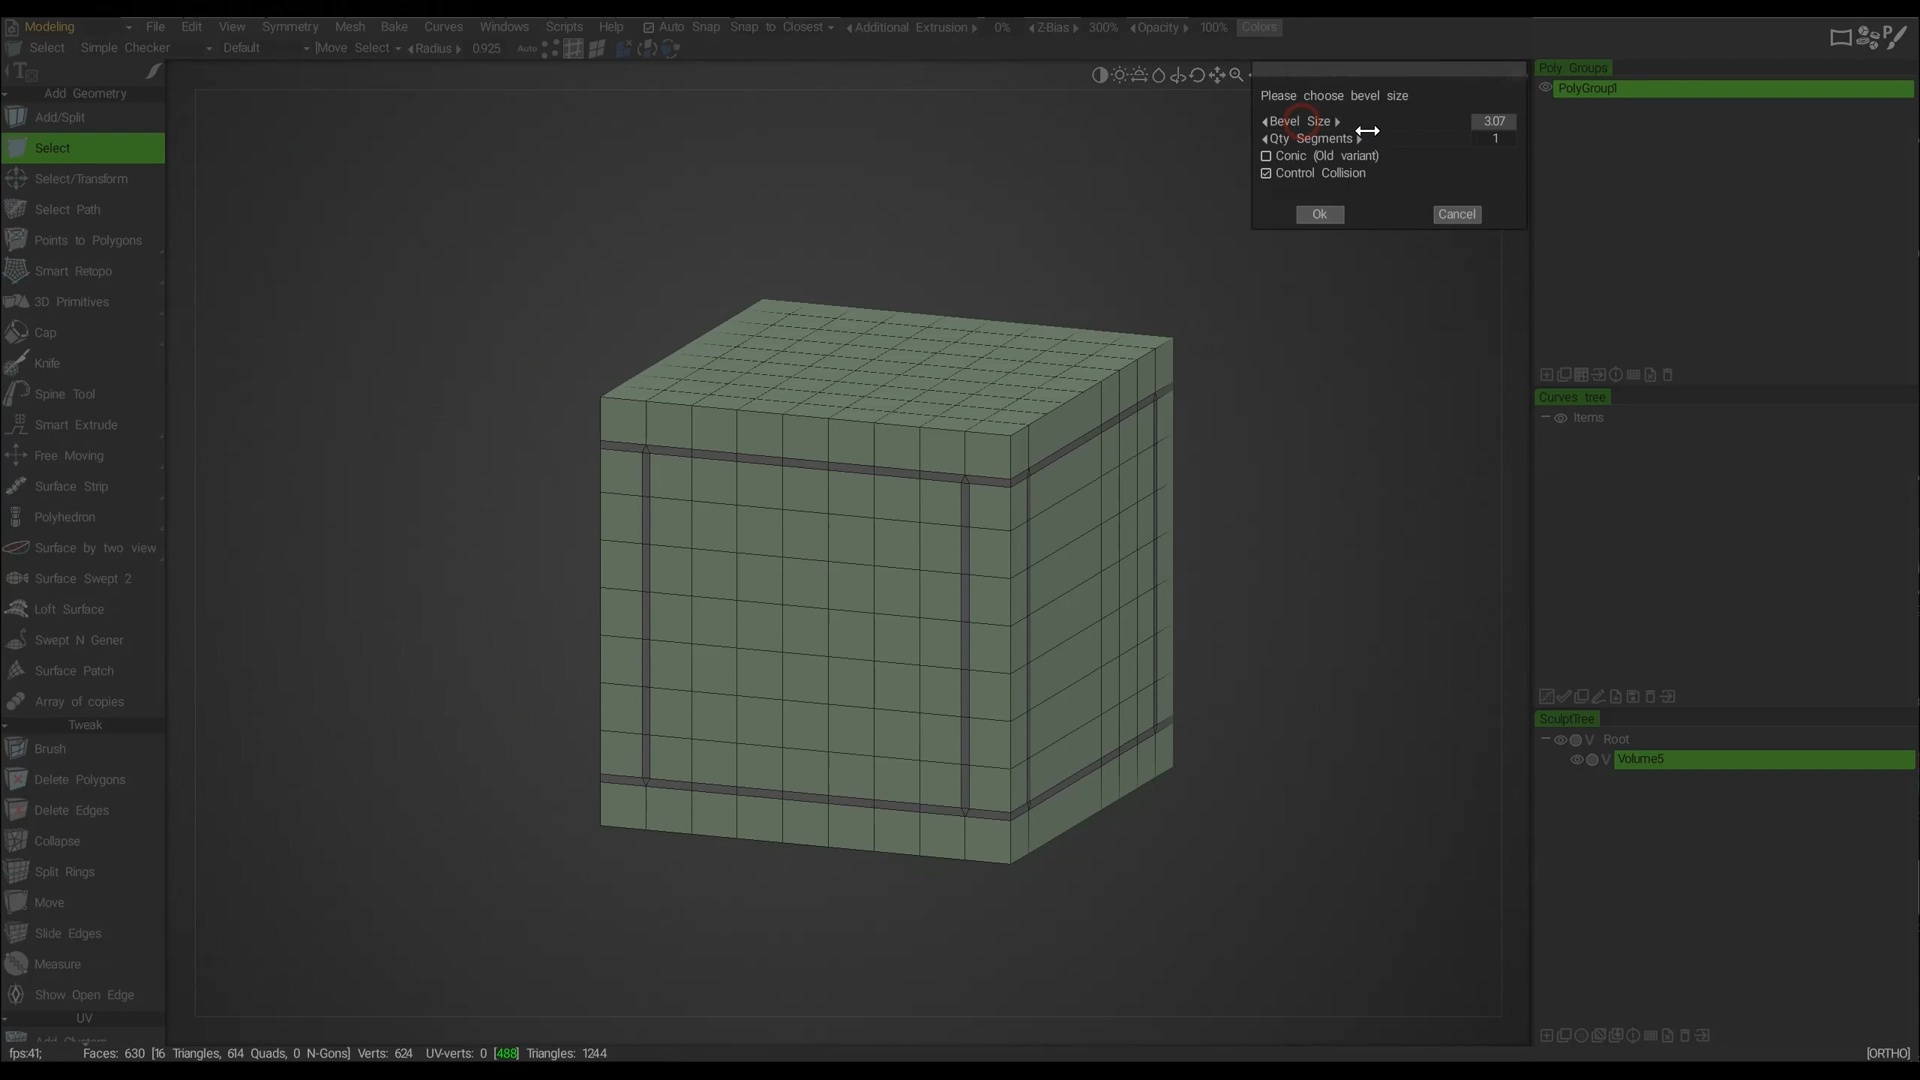 Modeling File Edit View Symmetry Mesh Bake Curves Windows Scripts Help Auto Snap Snap to Closest Additional Extrusion 0% Z-Bias 300% Opacity 100% Colors
Select Simple Checker Default [Move Select Radius 0.925 Auto
T
Add Geometry
Add/Split
Select
Select/Transform
Select Path
Points to Polygons
Smart Retopo
3D Primitives
Cap
Knife
Spine Tool
Smart Extrude
Free Moving
Surface Strip
Polyhedron
Surface by two view
Surface Swept 2
Loft Surface
Swept N Gener
Surface Patch
Array of copies
Tweak
Brush
Delete Polygons
Delete Edges
Collapse
Split Rings
Move
Slide Edges
Measure
Show Open Edge
UV
Add Cluster
Please choose bevel size
Bevel Size 3.07
Qty Segments 1
Conic (Old variant)
Control Collision
Ok Cancel
Poly Groups
PolyGroup1
Curves tree
Items
SculptTree
V Root
V Volume5
fps:41; Faces: 630 [16 Triangles, 614 Quads, 0 N-Gons] Verts: 624 UV-verts: 0 [488] Triangles: 1244 [ORTHO]